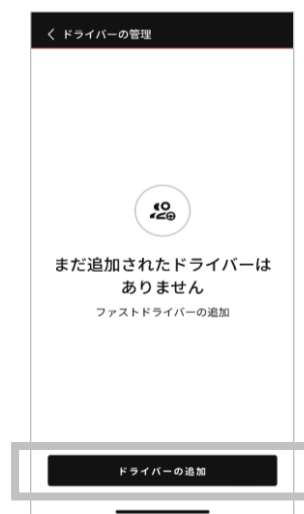 ドライバーの管理
まだ追加されたドライバーは
ありません
ファストドライバーの追加
ドライバーの追加